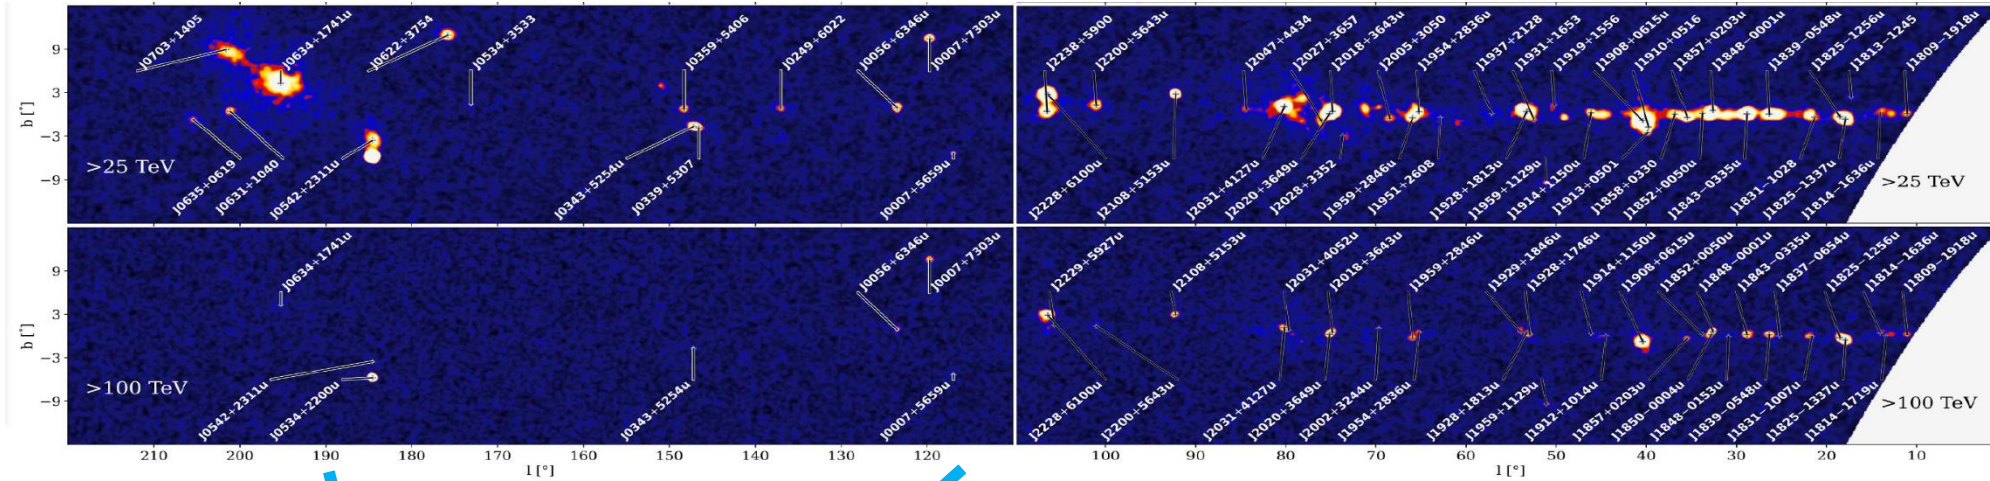 J0703+1405 J0634+1741u J0622+3754 J0534+3533 J0359+5406 J0249+6022 J0056+6346u J0007+7303u
9
3
b [°]
−3
−9
>25 TeV
J0635+0619 J0631+1040 J0542+2311u J0343+5254u J0339+5307 J0007+5659u
J2238+5900 J2200+5643u J2047+4434 J2027+3657 J2018+3643u J2005+3050 J1954+2836u J1937+2128 J1931+1653 J1919+1556 J1908+0615u J1910+0516 J1857+0203u J1848−0001u J1839−0548u J1825−1256u J1813−1245 J1809−1918u
>25 TeV
J2228+6100u J2108+5153u J2031+4127u J2020+3649u J2028+3352 J1959+2846u J1951+2608 J1928+1813u J1959+1129u J1914+1150u J1913+0501 J1858+0330 J1852+0050u J1843−0335u J1831−1028 J1825−1337u J1814−1636u
J0634+1741u J0056+6346u J0007+7303u
9
3
b [°]
−3
−9
>100 TeV
J0542+2311u J0534+2200u J0343+5254u J0007+5659u
210 200 190 180 170 160 150 140 130 120
l [°]
J2229+5927u J2108+5153u J2031+4052u J2018+3643u J1959+2846u J1929+1846u J1928+1746u J1914+1150u J1908+0615u J1852+0050u J1848−0001u J1843−0335u J1837−0654u J1825−1256u J1814−1636u J1809−1918u
>100 TeV
J2228+6100u J2200+5643u J2031+4127u J2020+3649u J2002+3244u J1954+2836u J1928+1813u J1959+1129u J1912+1014u J1857+0203u J1850−0004u J1848−0153u J1839−0548u J1831−1007u J1825−1337u J1814−1719u
100 90 80 70 60 50 40 30 20 10
l [°]